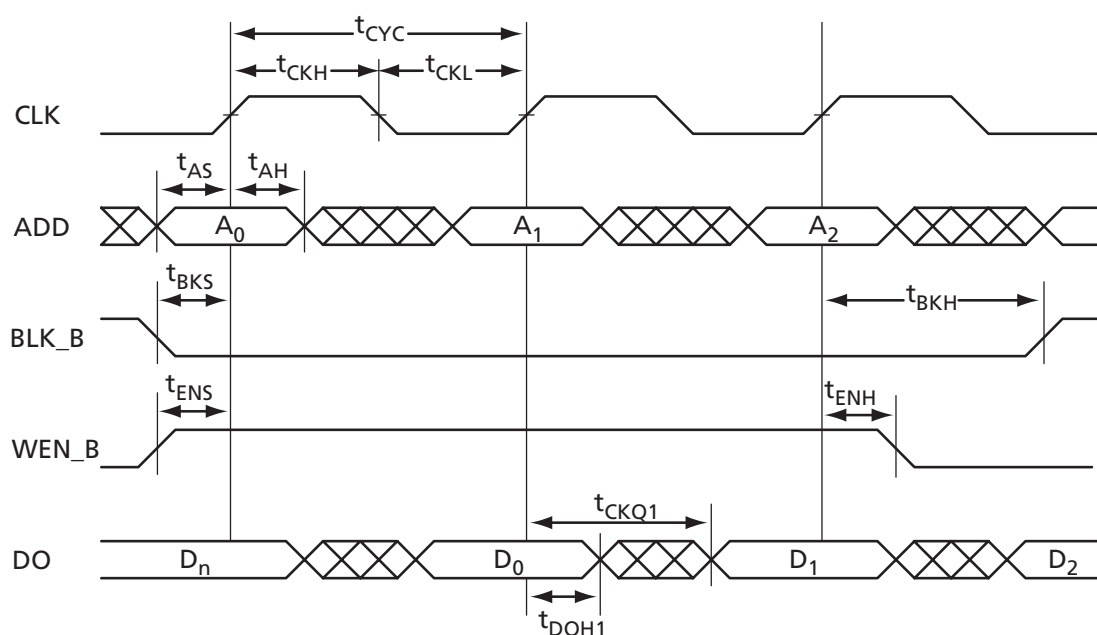 tCYC
tCKH tCKL
CLK
tAS tAH
ADD A0 A1 A2
tBKS tBKH
BLK_B
tENS tENH
WEN_B
tCKQ1
DO Dn D0 D1 D2
tDOH1